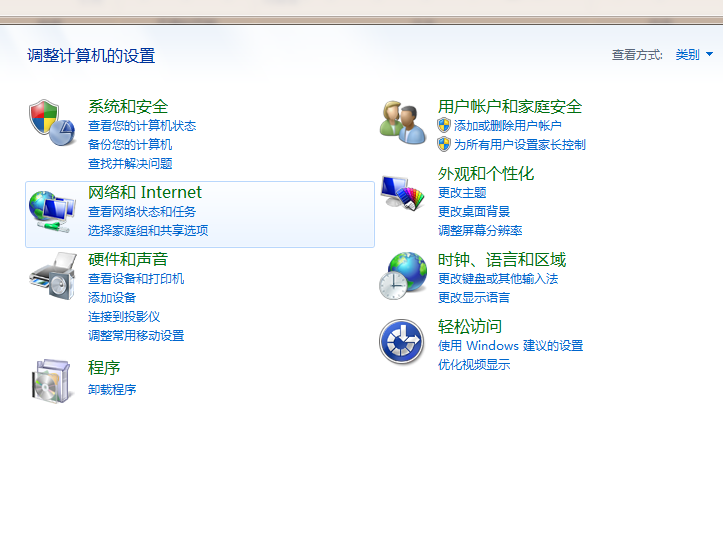 调整计算机的设置
查看方式: 类别
系统和安全
查看您的计算机状态
备份您的计算机
查找并解决问题
网络和 Internet
查看网络状态和任务
选择家庭组和共享选项
硬件和声音
查看设备和打印机
添加设备
连接到投影仪
调整常用移动设置
程序
卸载程序
用户帐户和家庭安全
添加或删除用户帐户
为所有用户设置家长控制
外观和个性化
更改主题
更改桌面背景
调整屏幕分辨率
时钟、语言和区域
更改键盘或其他输入法
更改显示语言
轻松访问
使用 Windows 建议的设置
优化视频显示